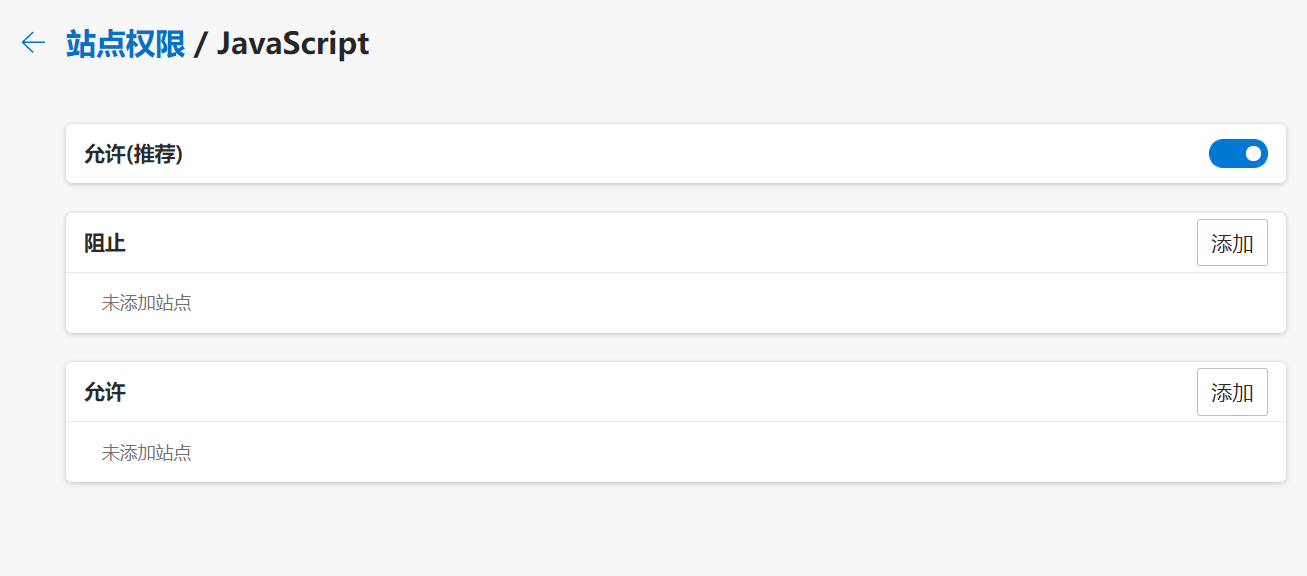 站点权限 / JavaScript
允许(推荐)
阻止 添加
未添加站点
允许 添加
未添加站点